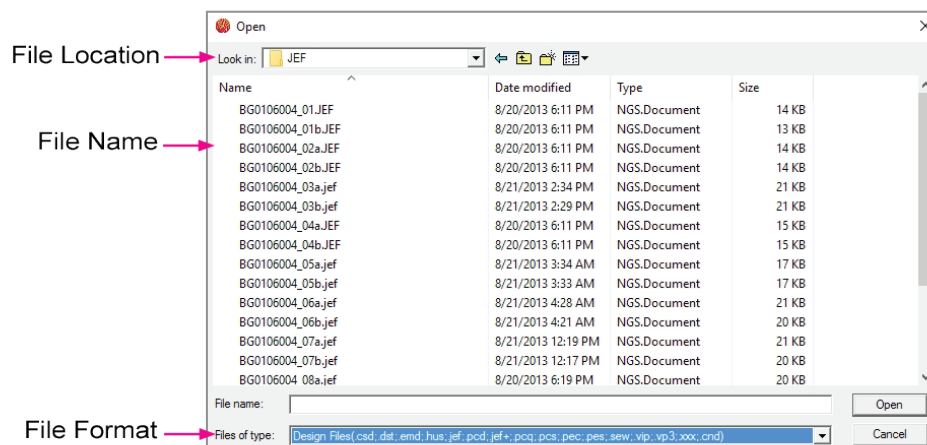 Open
File Location
Look in: JEF
Name Date modified Type Size
BG0106004_01.JEF 8/20/2013 6:11 PM NGS.Document 14 KB
BG0106004_01b.JEF 8/20/2013 6:11 PM NGS.Document 13 KB
File Name
BG0106004_02a.JEF 8/20/2013 6:11 PM NGS.Document 14 KB
BG0106004_02b.JEF 8/20/2013 6:11 PM NGS.Document 14 KB
BG0106004_03a.jef 8/21/2013 2:34 PM NGS.Document 21 KB
BG0106004_03b.jef 8/21/2013 2:29 PM NGS.Document 21 KB
BG0106004_04a.JEF 8/20/2013 6:11 PM NGS.Document 15 KB
BG0106004_04b.JEF 8/20/2013 6:11 PM NGS.Document 15 KB
BG0106004_05a.jef 8/21/2013 3:34 AM NGS.Document 17 KB
BG0106004_05b.jef 8/21/2013 3:33 AM NGS.Document 17 KB
BG0106004_06a.jef 8/21/2013 4:28 AM NGS.Document 21 KB
BG0106004_06b.jef 8/21/2013 4:21 AM NGS.Document 20 KB
BG0106004_07a.jef 8/21/2013 12:19 PM NGS.Document 21 KB
BG0106004_07b.jef 8/21/2013 12:17 PM NGS.Document 20 KB
BG0106004_08a.jef 8/20/2013 6:19 PM NGS.Document 20 KB
File name: Open
File Format
Files of type: Design Files(.csd;.dst;.emd;.hus;.jef;.pcd;.jef+;.pcq;.pcs;.pec;.pes;.sew;.vip;.vp3;.xxx;.cnd) Cancel